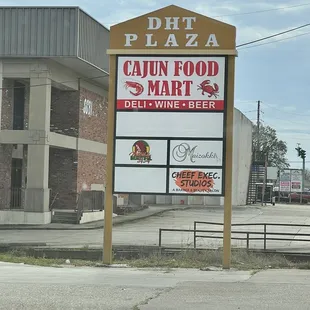 DHT
PLAZA
CAJUN FOOD
MART
DELI • WINE • BEER
CHEEF EXEC.
STUDIOS